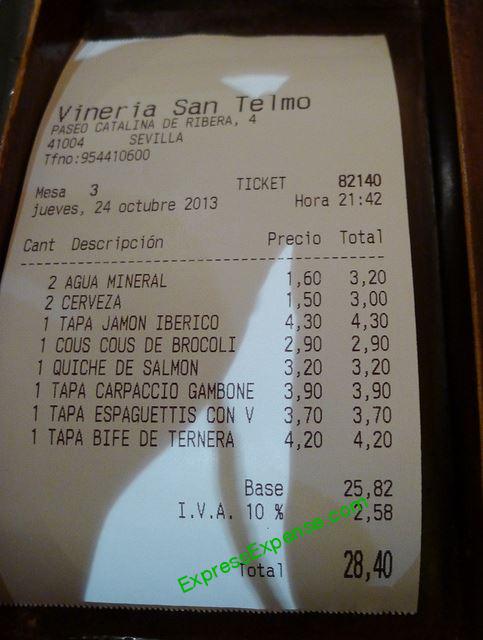 Vineria San Telmo
PASEO CATALINA DE RIBERA, 4
41004 SEVILLA
Tfno:954410600
Mesa 3 TICKET 82140
jueves, 24 octubre 2013 Hora 21:42
Cant Descripción Precio Total
2 AGUA MINERAL 1,60 3,20
2 CERVEZA 1,50 3,00
1 TAPA JAMON IBERICO 4,30 4,30
1 COUS COUS DE BROCOLI 2,90 2,90
1 QUICHE DE SALMON 3,20 3,20
1 TAPA CARPACCIO GAMBONE 3,90 3,90
1 TAPA ESPAGUETTIS CON V 3,70 3,70
1 TAPA BIFE DE TERNERA 4,20 4,20
Base 25,82
I.V.A. 10 % 2,58
ExpressExpense.com
Total 28,40